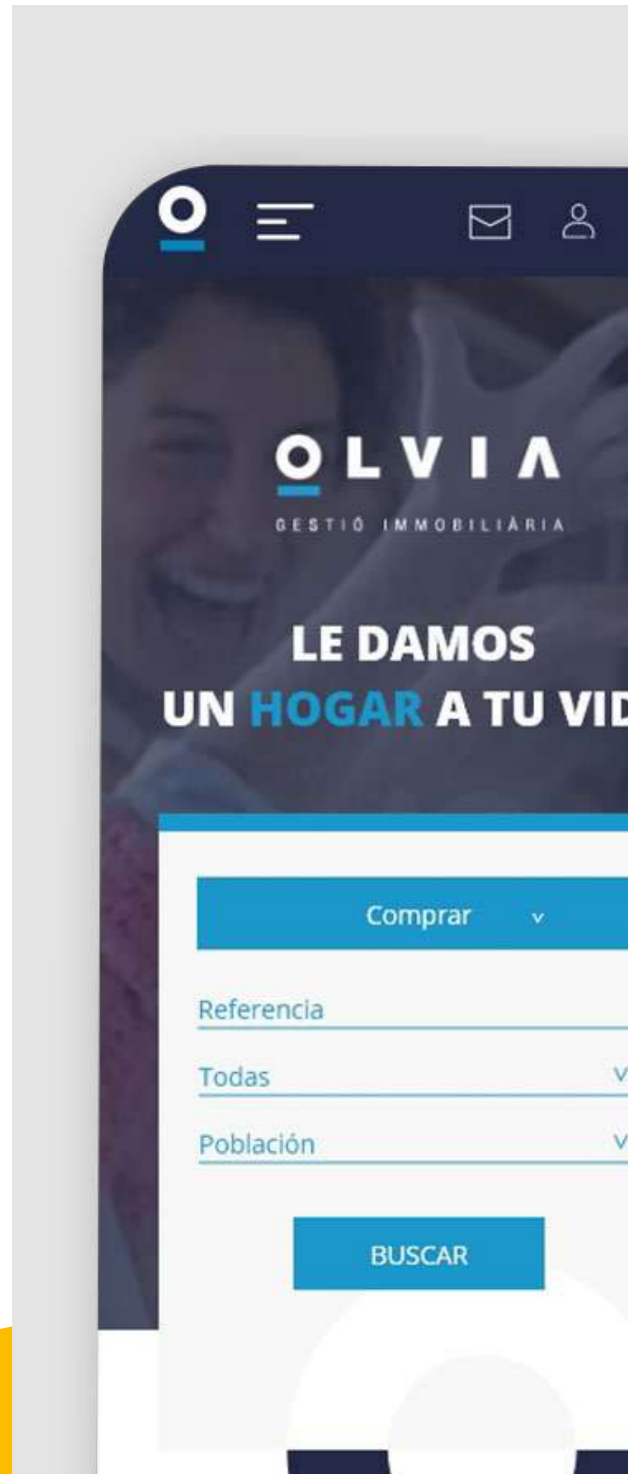 OLVIA
GESTIÓ IMMOBILIÀRIA
LE DAMOS
UN HOGAR A TU VID
Comprar
Referencia
Todas
Población
BUSCAR